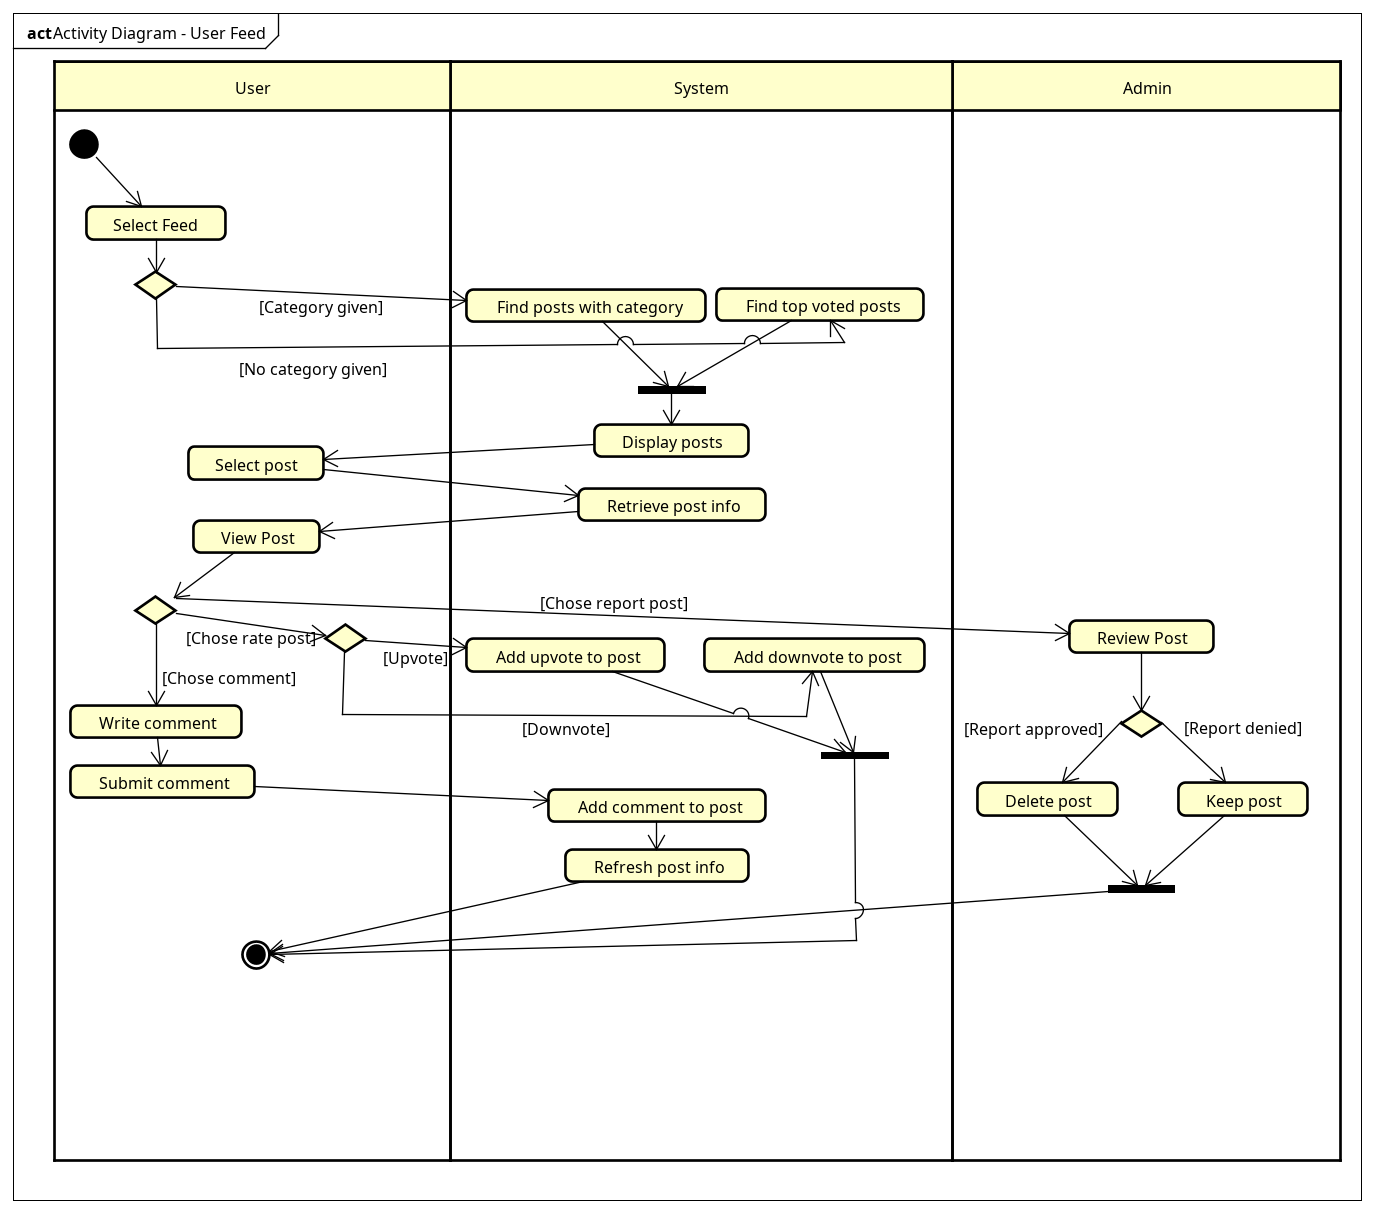 act Activity Diagram - User Feed
User
System
Admin
Select Feed
[Category given]
Find posts with category
Find top voted posts
[No category given]
Display posts
Select post
Retrieve post info
View Post
[Chose report post]
[Chose rate post]
[Upvote]
Add upvote to post
Add downvote to post
Review Post
[Chose comment]
[Downvote]
[Report approved]
[Report denied]
Write comment
Submit comment
Add comment to post
Delete post
Keep post
Refresh post info